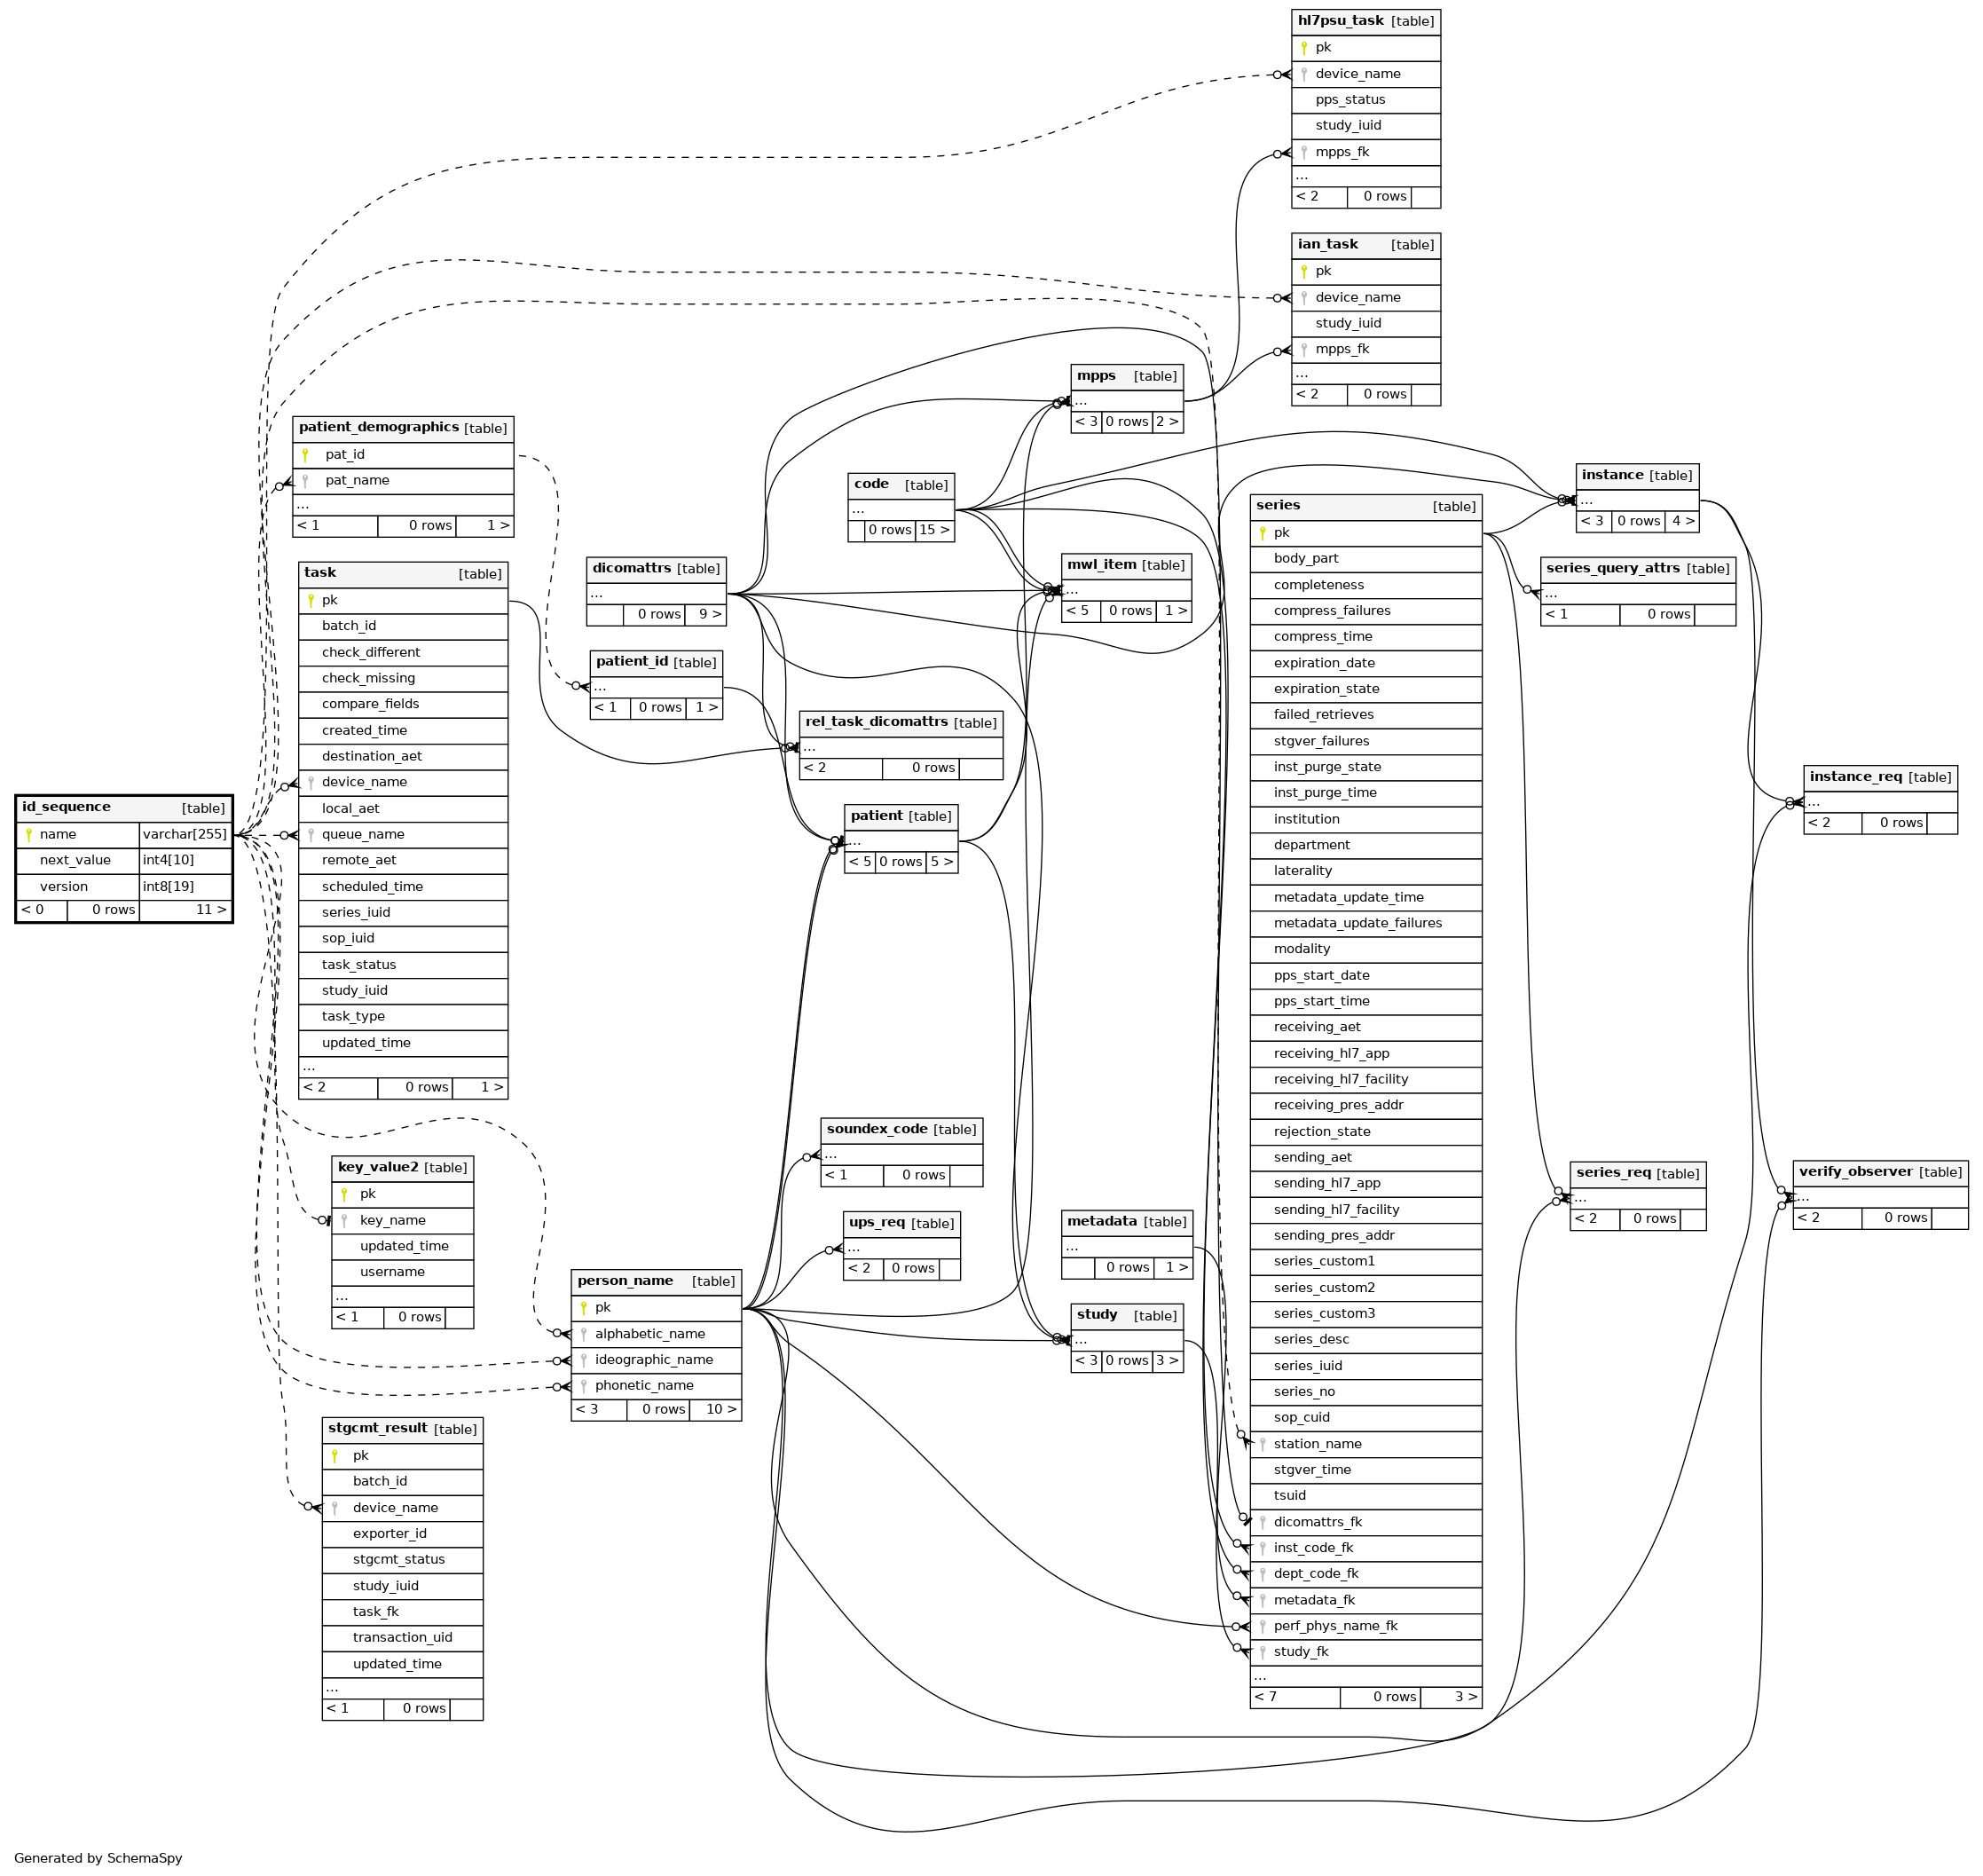 hl7psu_task [table]
pk
device_name
pps_status
study_iuid
mpps_fk
...
< 2 0 rows
ian_task [table]
pk
device_name
study_iuid
mpps_fk
...
< 2 0 rows
mpps [table]
...
< 3 0 rows 2 >
patient_demographics [table]
pat_id
pat_name
...
< 1 0 rows 1 >
code [table]
...
0 rows 15 >
instance [table]
...
< 3 0 rows 4 >
series [table]
pk
body_part
completeness
compress_failures
compress_time
expiration_date
expiration_state
failed_retrieves
stgver_failures
inst_purge_state
inst_purge_time
institution
department
laterality
metadata_update_time
metadata_update_failures
modality
pps_start_date
pps_start_time
receiving_aet
receiving_hl7_app
receiving_hl7_facility
receiving_pres_addr
rejection_state
sending_aet
sending_hl7_app
sending_hl7_facility
sending_pres_addr
series_custom1
series_custom2
series_custom3
series_desc
series_iuid
series_no
sop_cuid
station_name
stgver_time
tsuid
dicomattrs_fk
inst_code_fk
dept_code_fk
metadata_fk
perf_phys_name_fk
study_fk
...
< 7 0 rows 3 >
dicomattrs [table]
...
0 rows 9 >
mwl_item [table]
...
< 5 0 rows 1 >
series_query_attrs [table]
...
< 1 0 rows
task [table]
pk
batch_id
check_different
check_missing
compare_fields
created_time
destination_aet
device_name
local_aet
queue_name
remote_aet
scheduled_time
series_iuid
sop_iuid
task_status
study_iuid
task_type
updated_time
...
< 2 0 rows 1 >
patient_id [table]
...
< 1 0 rows 1 >
rel_task_dicomattrs [table]
...
< 2 0 rows
instance_req [table]
...
< 2 0 rows
id_sequence [table]
name varchar[255]
next_value int4[10]
version int8[19]
< 0 0 rows 11 >
patient [table]
...
< 5 0 rows 5 >
soundex_code [table]
...
< 1 0 rows
key_value2 [table]
pk
key_name
updated_time
username
...
< 1 0 rows
series_req [table]
...
< 2 0 rows
verify_observer [table]
...
< 2 0 rows
ups_req [table]
...
< 2 0 rows
metadata [table]
...
0 rows 1 >
person_name [table]
pk
alphabetic_name
ideographic_name
phonetic_name
< 3 0 rows 10 >
study [table]
...
< 3 0 rows 3 >
stgcmt_result [table]
pk
batch_id
device_name
exporter_id
stgcmt_status
study_iuid
task_fk
transaction_uid
updated_time
...
< 1 0 rows
Generated by SchemaSpy